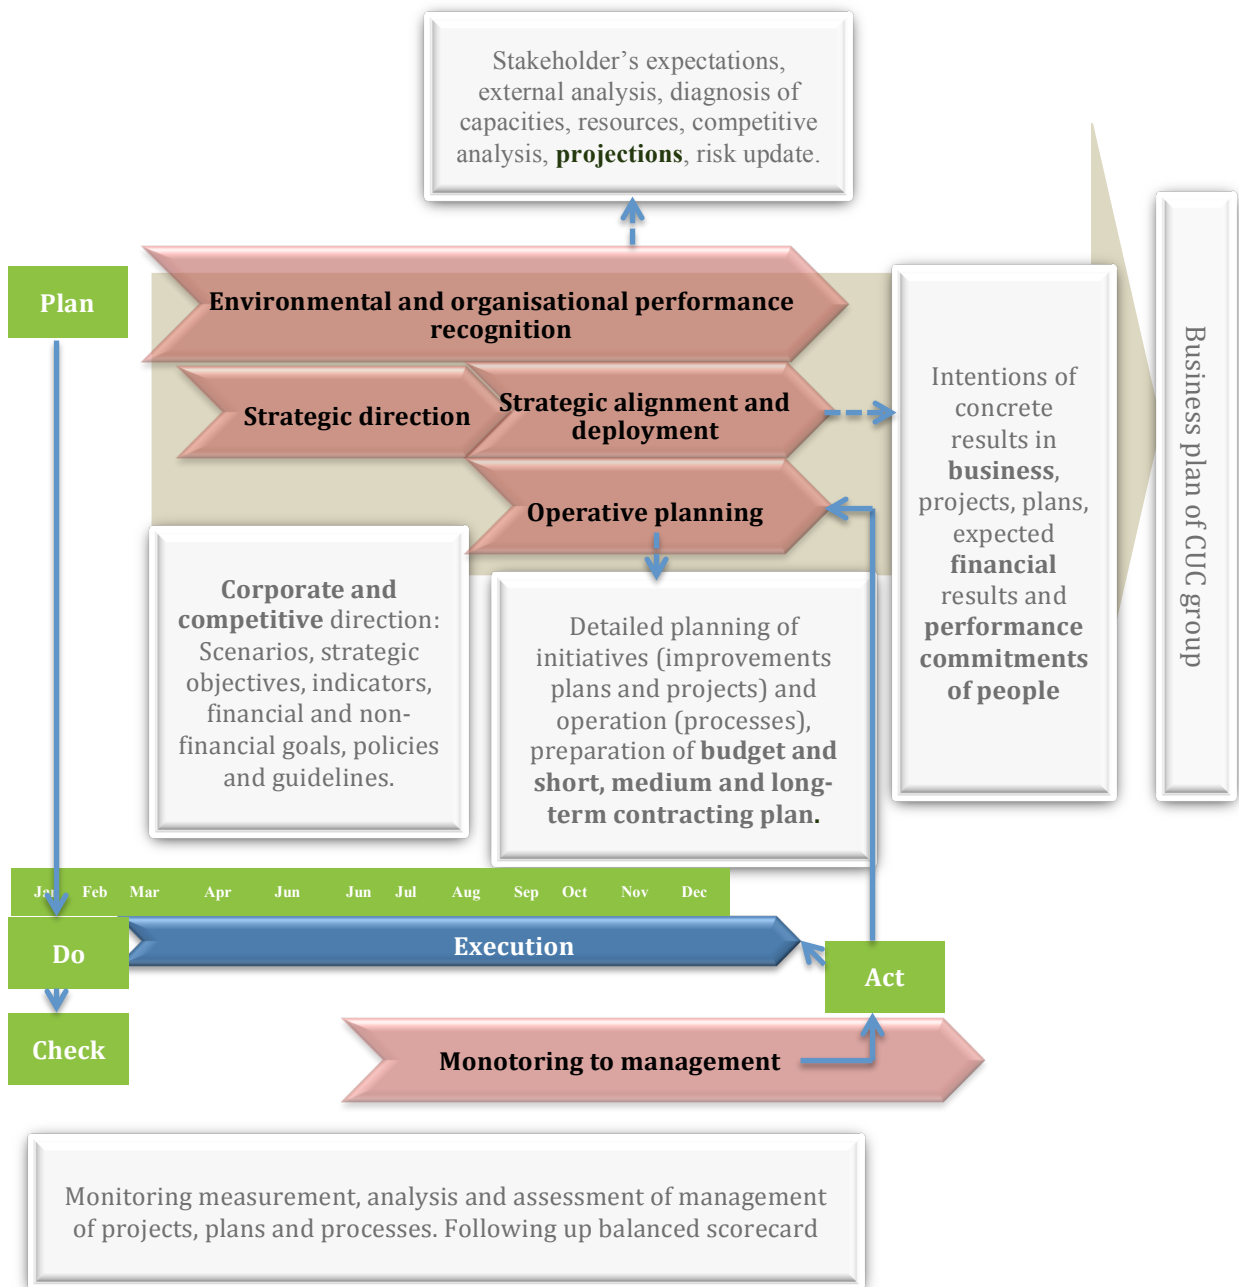 Stakeholder's expectations,
external analysis, diagnosis of
capacities, resources, competitive
analysis, projections, risk update.
Plan
Environmental and organisational performance
recognition
Strategic direction
Strategic alignment and
deployment
Operative planning
Intentions of
concrete
results in
business,
projects, plans,
expected
financial
results and
performance
commitments
of people
Business plan of CUC group
Corporate and
competitive direction:
Scenarios, strategic
objectives, indicators,
financial and non-
financial goals, policies
and guidelines.
Detailed planning of
initiatives (improvements
plans and projects) and
operation (processes),
preparation of budget and
short, medium and long-
term contracting plan.
Jan Feb Mar Apr Jun Jun Jul Aug Sep Oct Nov Dec
Do
Execution
Act
Check
Monotoring to management
Monitoring measurement, analysis and assessment of management
of projects, plans and processes. Following up balanced scorecard